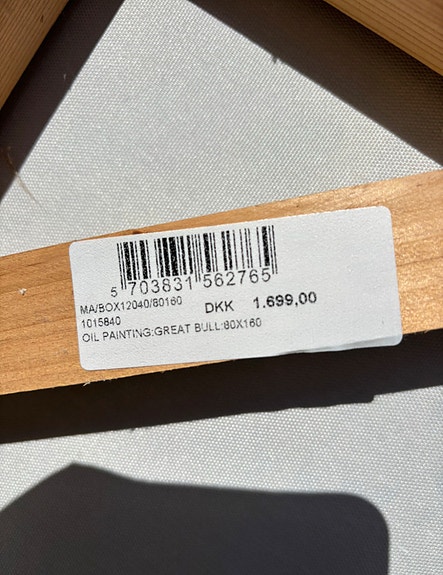 5 703831 562765
MA/BOX12040/80160
DKK 1.699,00
1015840
OIL PAINTING:GREAT BULL:80X160